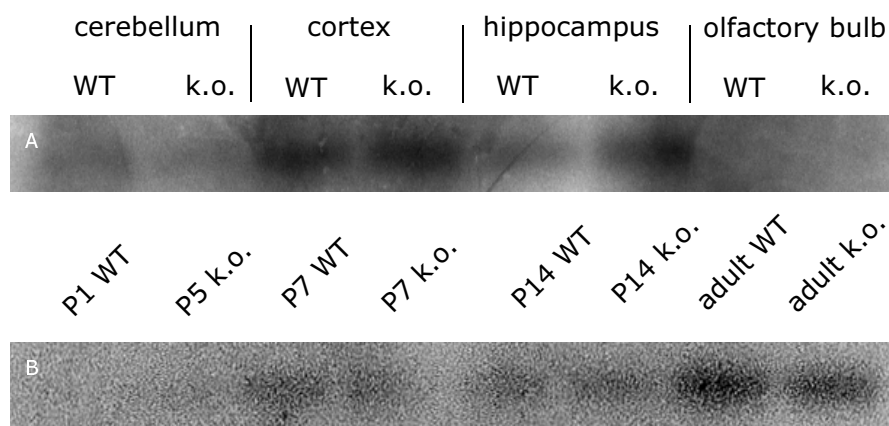 cerebellum cortex hippocampus olfactory bulb
WT k.o. WT k.o. WT k.o. WT k.o.
A
P1 WT P5 k.o. P7 WT P7 k.o. P14 WT P14 k.o. adult WT adult k.o.
B